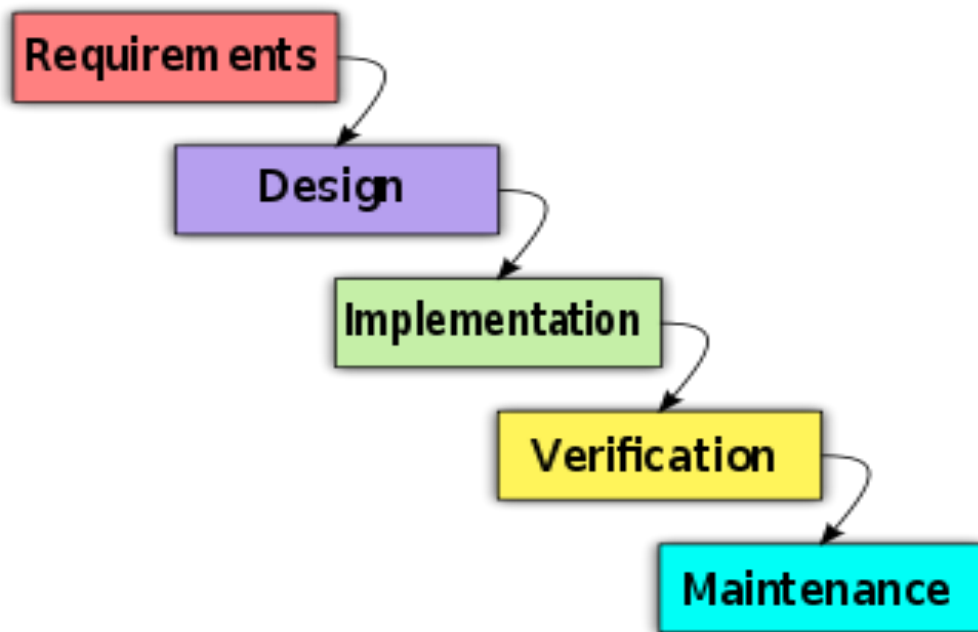 Requirements
Design
Implementation
Verification
Maintenance